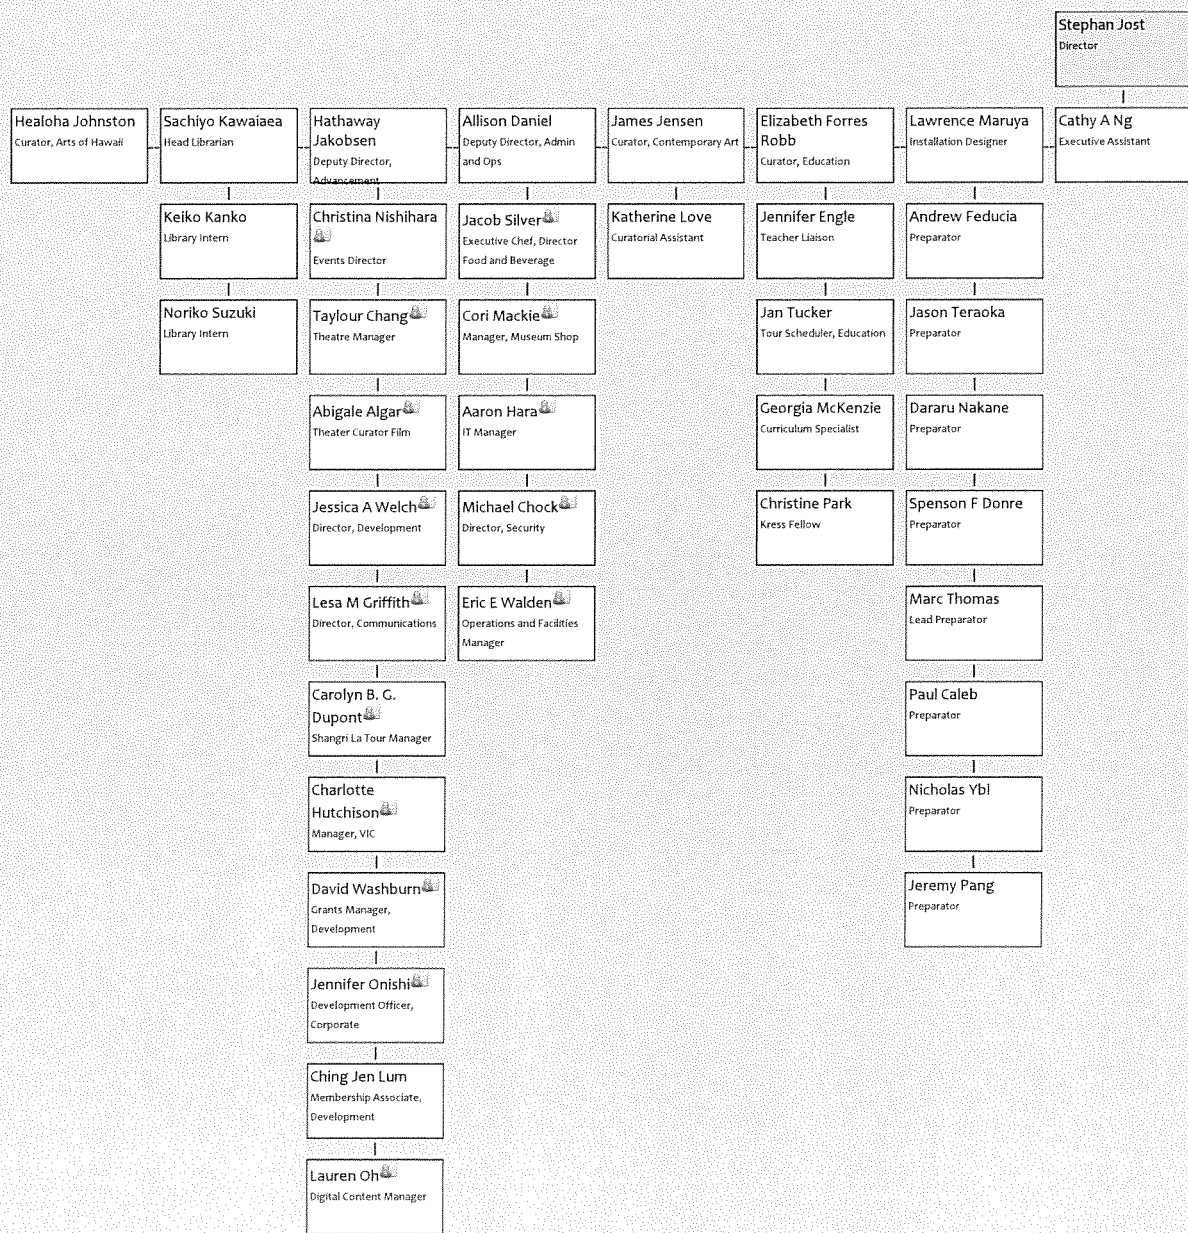 Stephan Jost
Director
Healoha Johnston
Curator, Arts of Hawaii
Sachiyo Kawaiaea
Head Librarian
Hathaway
Jakobsen
Deputy Director,
Advancement
Allison Daniel
Deputy Director, Admin
and Ops
James Jensen
Curator, Contemporary Art
Elizabeth Forres
Robb
Curator, Education
Lawrence Maruya
Installation Designer
Cathy A Ng
Executive Assistant
Keiko Kanko
Library Intern
Noriko Suzuki
Library Intern
Christina Nishihara
Events Director
Taylour Chang
Theatre Manager
Abigale Algar
Theater Curator Film
Jessica A Welch
Director, Development
Lesa M Griffith
Director, Communications
Carolyn B. G.
Dupont
Shangri La Tour Manager
Charlotte
Hutchison
Manager, VIC
David Washburn
Grants Manager,
Development
Jennifer Onishi
Development Officer,
Corporate
Ching Jen Lum
Membership Associate,
Development
Lauren Oh
Digital Content Manager
Jacob Silver
Executive Chef, Director
Food and Beverage
Cori Mackie
Manager, Museum Shop
Aaron Hara
IT Manager
Michael Chock
Director, Security
Eric E Walden
Operations and Facilities
Manager
Katherine Love
Curatorial Assistant
Jennifer Engle
Teacher Liaison
Jan Tucker
Tour Scheduler, Education
Georgia McKenzie
Curriculum Specialist
Christine Park
Kress Fellow
Andrew Feducia
Preparator
Jason Teraoka
Preparator
Dararu Nakane
Preparator
Spenson F Donre
Preparator
Marc Thomas
Lead Preparator
Paul Caleb
Preparator
Nicholas Ybl
Preparator
Jeremy Pang
Preparator